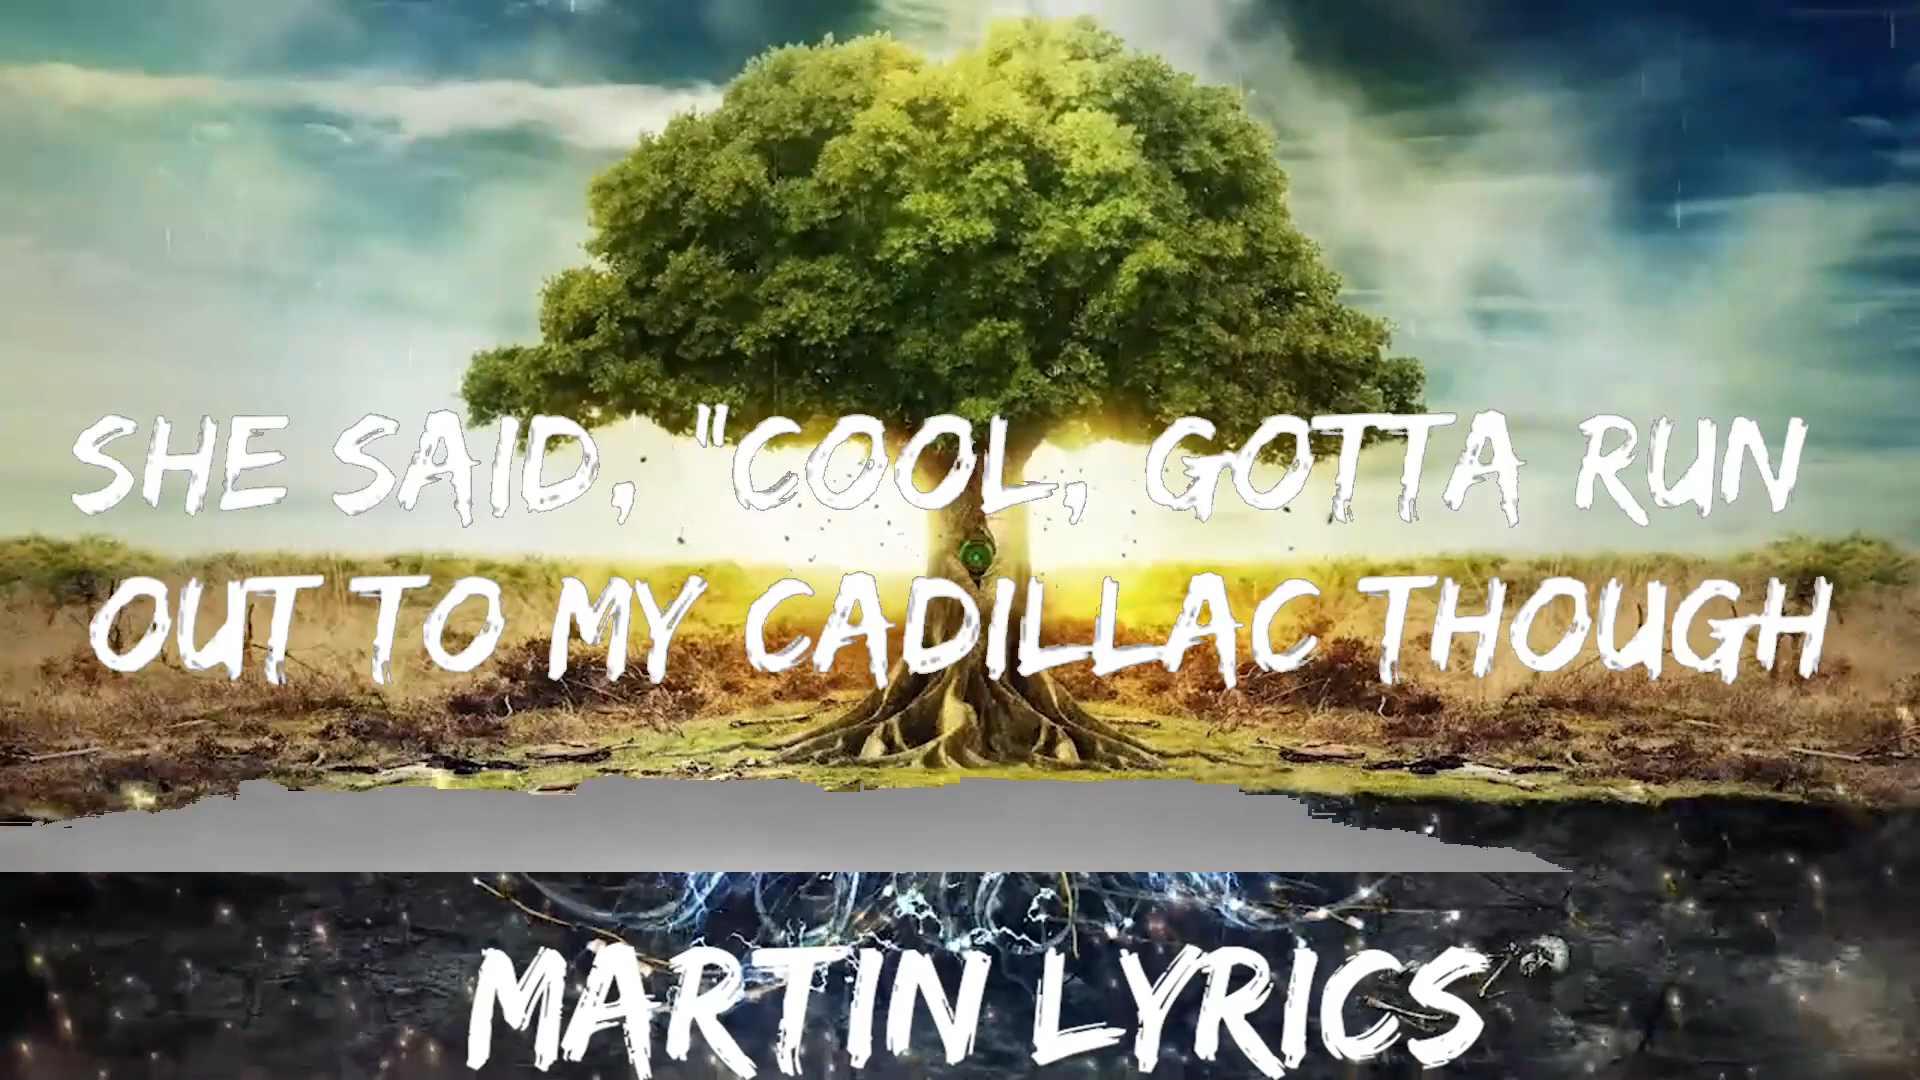 SHE SAID, "COOL, GOTTA RUN
OUT TO MY CADILLAC THOUGH
MARTIN LYRICS